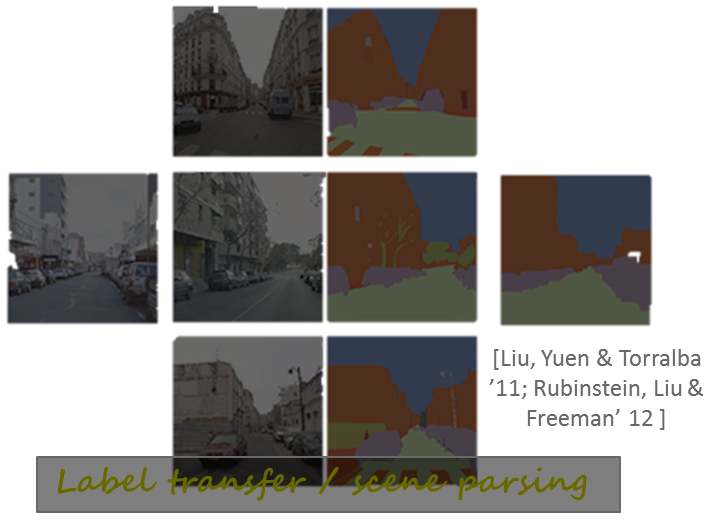 [Liu, Yuen & Torralba
’11; Rubinstein, Liu &
Freeman’ 12 ]
Label transfer / scene parsing